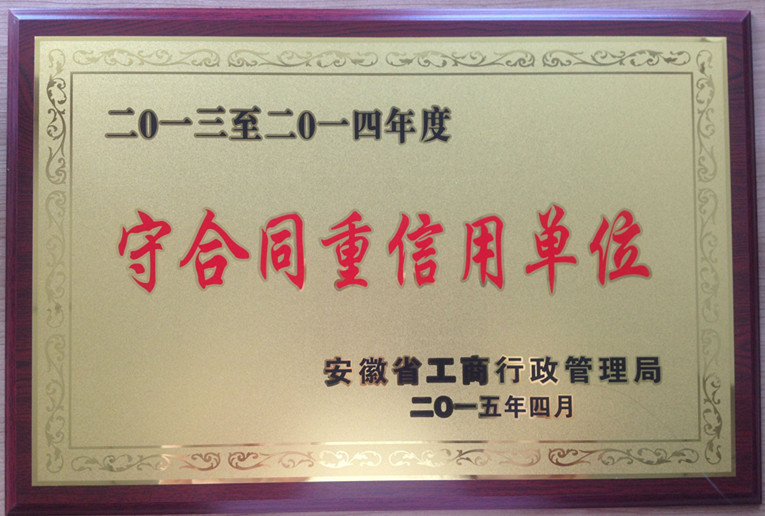 二0一三至二0一四年度
守合同重信用单位
安徽省工商行政管理局
二0一五年四月